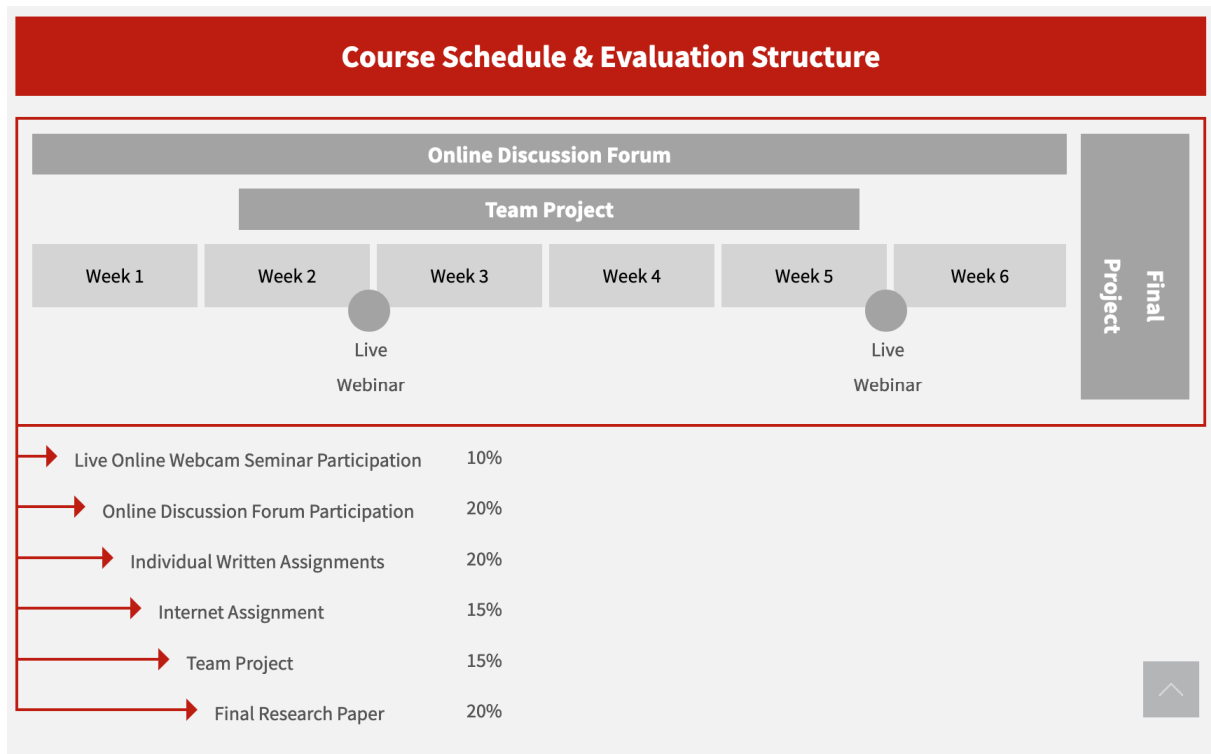 Course Schedule & Evaluation Structure
Online Discussion Forum
Team Project
Week 1
Week 2
Week 3
Week 4
Week 5
Week 6
Final
Project
Live
Webinar
Live
Webinar
Live Online Webcam Seminar Participation 10%
Online Discussion Forum Participation 20%
Individual Written Assignments 20%
Internet Assignment 15%
Team Project 15%
Final Research Paper 20%